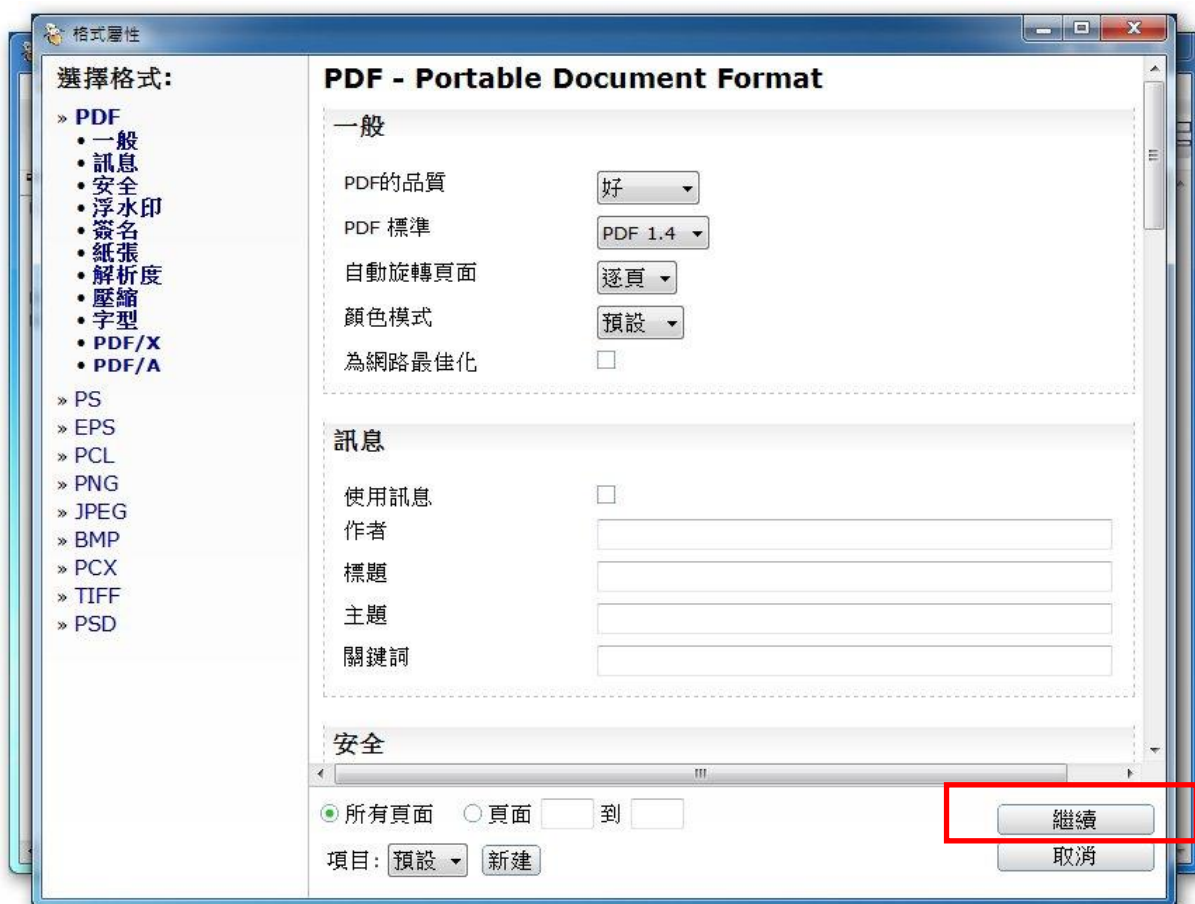 格式屬性
選擇格式:
» PDF
• 一般
• 訊息
• 安全
• 浮水印
• 簽名
• 紙張
• 解析度
• 壓縮
• 字型
• PDF/X
• PDF/A
» PS
» EPS
» PCL
» PNG
» JPEG
» BMP
» PCX
» TIFF
» PSD
PDF - Portable Document Format
一般
PDF的品質 好
PDF 標準 PDF 1.4
自動旋轉頁面 逐頁
顏色模式 預設
為網路最佳化
訊息
使用訊息
作者
標題
主題
關鍵詞
安全
所有頁面 頁面 到
項目: 預設 新建
繼續
取消